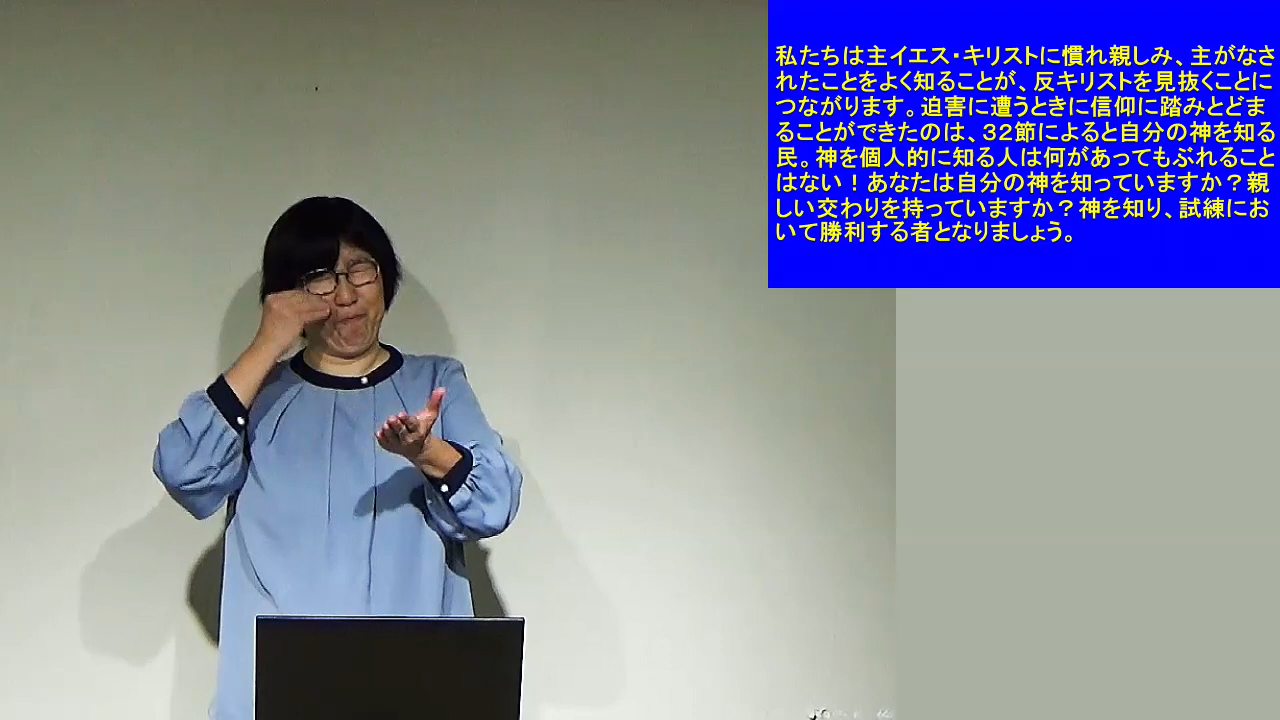 私たちは主イエス・キリストに慣れ親しみ、主がなさ
れたことをよく知ることが、反キリストを見抜くことに
つながります。迫害に遭うときに信仰に踏みとどま
ることができたのは、３２節によると自分の神を知る
民。神を個人的に知る人は何があってもぶれること
はない！あなたは自分の神を知っていますか？親
しい交わりを持っていますか？神を知り、試練にお
いて勝利する者となりましょう。